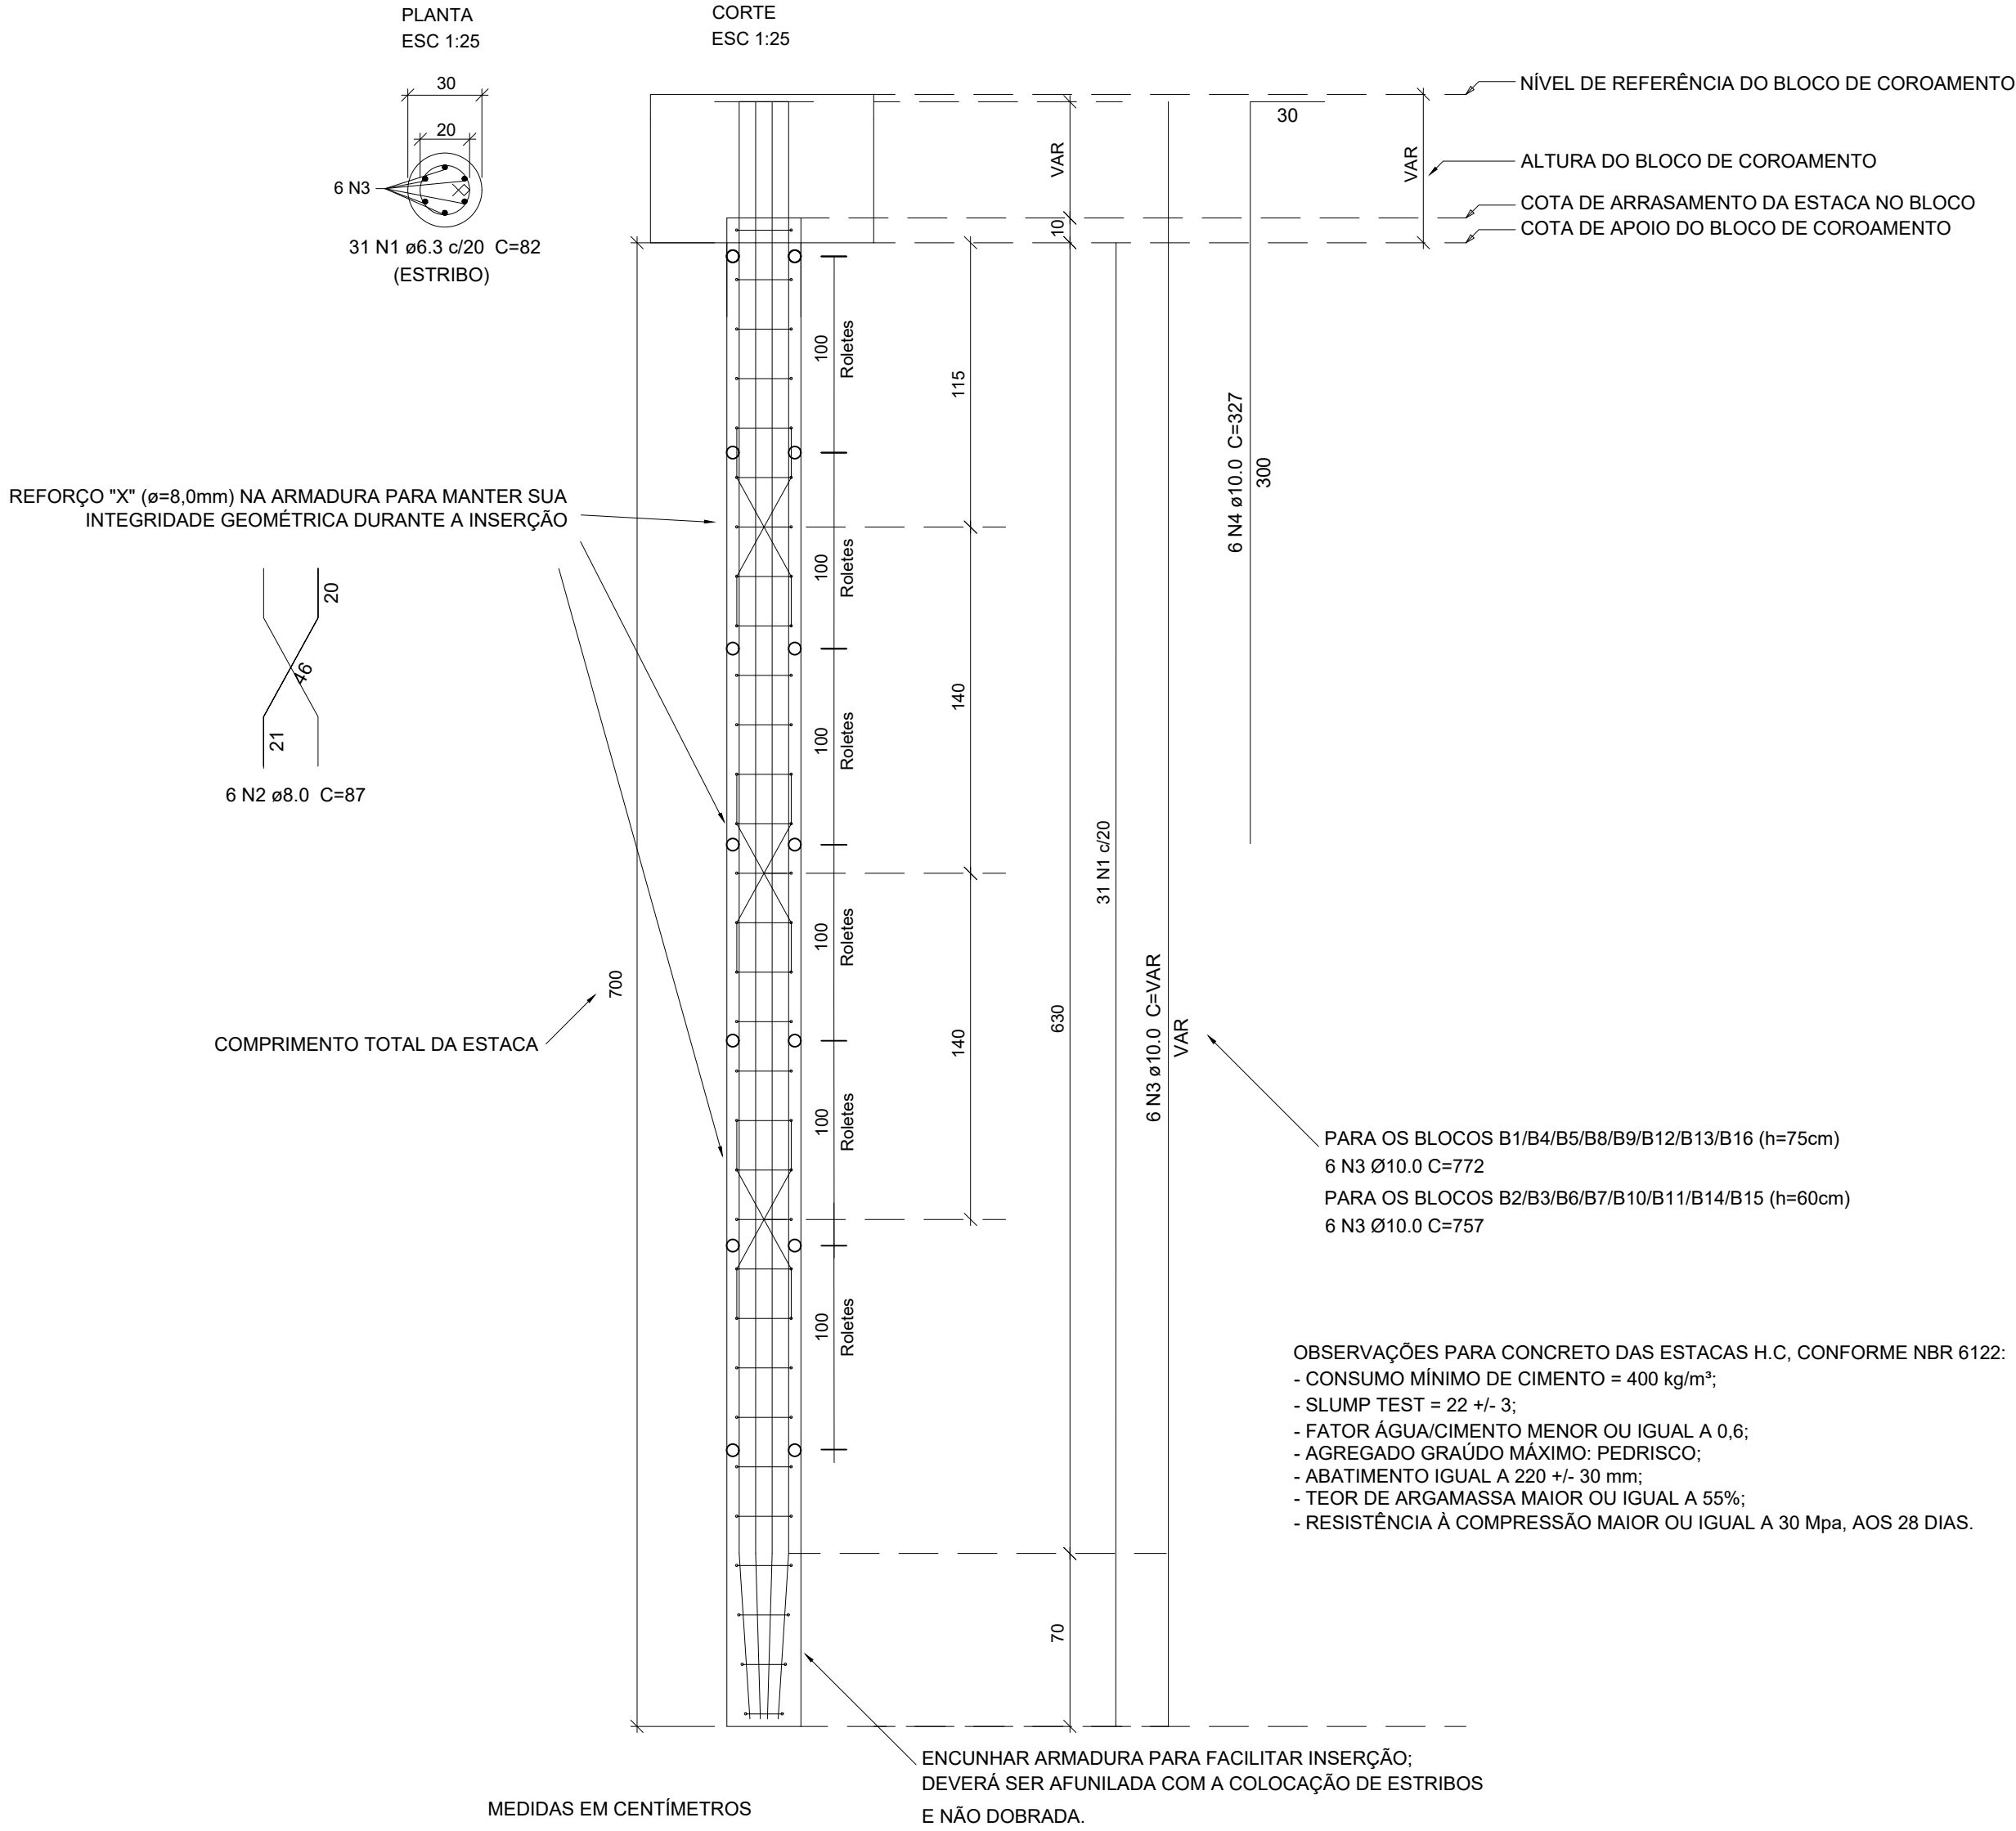 PLANTA
ESC 1:25
CORTE
ESC 1:25
30
20
6 N3
31 N1 ø6.3 c/20 C=82
(ESTRIBO)
NÍVEL DE REFERÊNCIA DO BLOCO DE COROAMENTO
30
VAR
VAR
ALTURA DO BLOCO DE COROAMENTO
COTA DE ARRASAMENTO DA ESTACA NO BLOCO
10
COTA DE APOIO DO BLOCO DE COROAMENTO
100
Roletes
115
6 N4 ø10.0 C=327
300
REFORÇO "X" (ø=8,0mm) NA ARMADURA PARA MANTER SUA
INTEGRIDADE GEOMÉTRICA DURANTE A INSERÇÃO
100
Roletes
20
46
21
6 N2 ø8.0 C=87
140
100
Roletes
31 N1 c/20
100
Roletes
700
COMPRIMENTO TOTAL DA ESTACA
140
630
6 N3 ø10.0 C=VAR
VAR
100
Roletes
PARA OS BLOCOS B1/B4/B5/B8/B9/B12/B13/B16 (h=75cm)
6 N3 Ø10.0 C=772
PARA OS BLOCOS B2/B3/B6/B7/B10/B11/B14/B15 (h=60cm)
6 N3 Ø10.0 C=757
100
Roletes
OBSERVAÇÕES PARA CONCRETO DAS ESTACAS H.C, CONFORME NBR 6122:
- CONSUMO MÍNIMO DE CIMENTO = 400 kg/m³;
- SLUMP TEST = 22 +/- 3;
- FATOR ÁGUA/CIMENTO MENOR OU IGUAL A 0,6;
- AGREGADO GRAÚDO MÁXIMO: PEDRISCO;
- ABATIMENTO IGUAL A 220 +/- 30 mm;
- TEOR DE ARGAMASSA MAIOR OU IGUAL A 55%;
- RESISTÊNCIA À COMPRESSÃO MAIOR OU IGUAL A 30 Mpa, AOS 28 DIAS.
70
ENCUNHAR ARMADURA PARA FACILITAR INSERÇÃO;
DEVERÁ SER AFUNILADA COM A COLOCAÇÃO DE ESTRIBOS
E NÃO DOBRADA.
MEDIDAS EM CENTÍMETROS